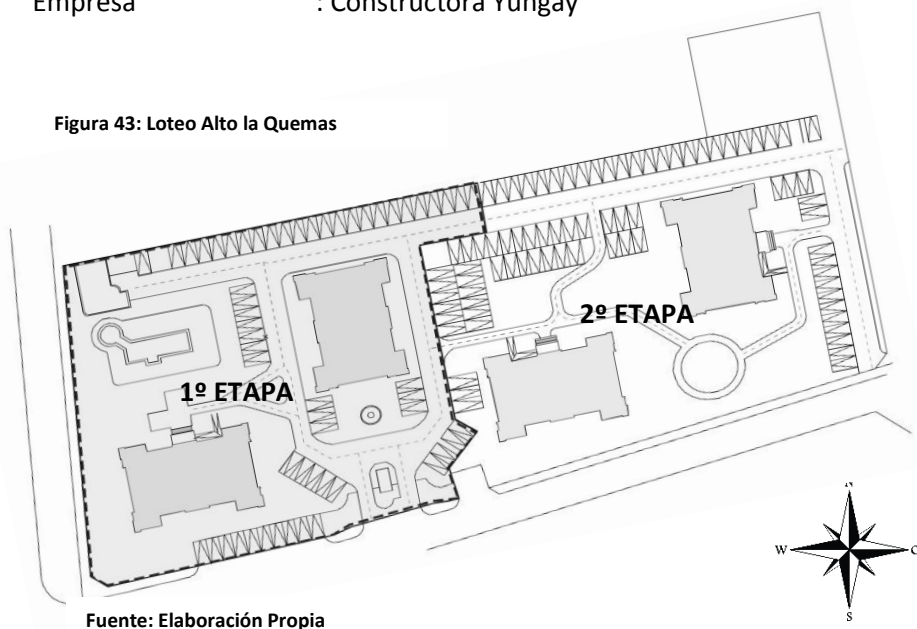 Empresa : Constructora Yungay
Figura 43: Loteo Alto la Quemas
2º ETAPA
1º ETAPA
N
W
S
Fuente: Elaboración Propia